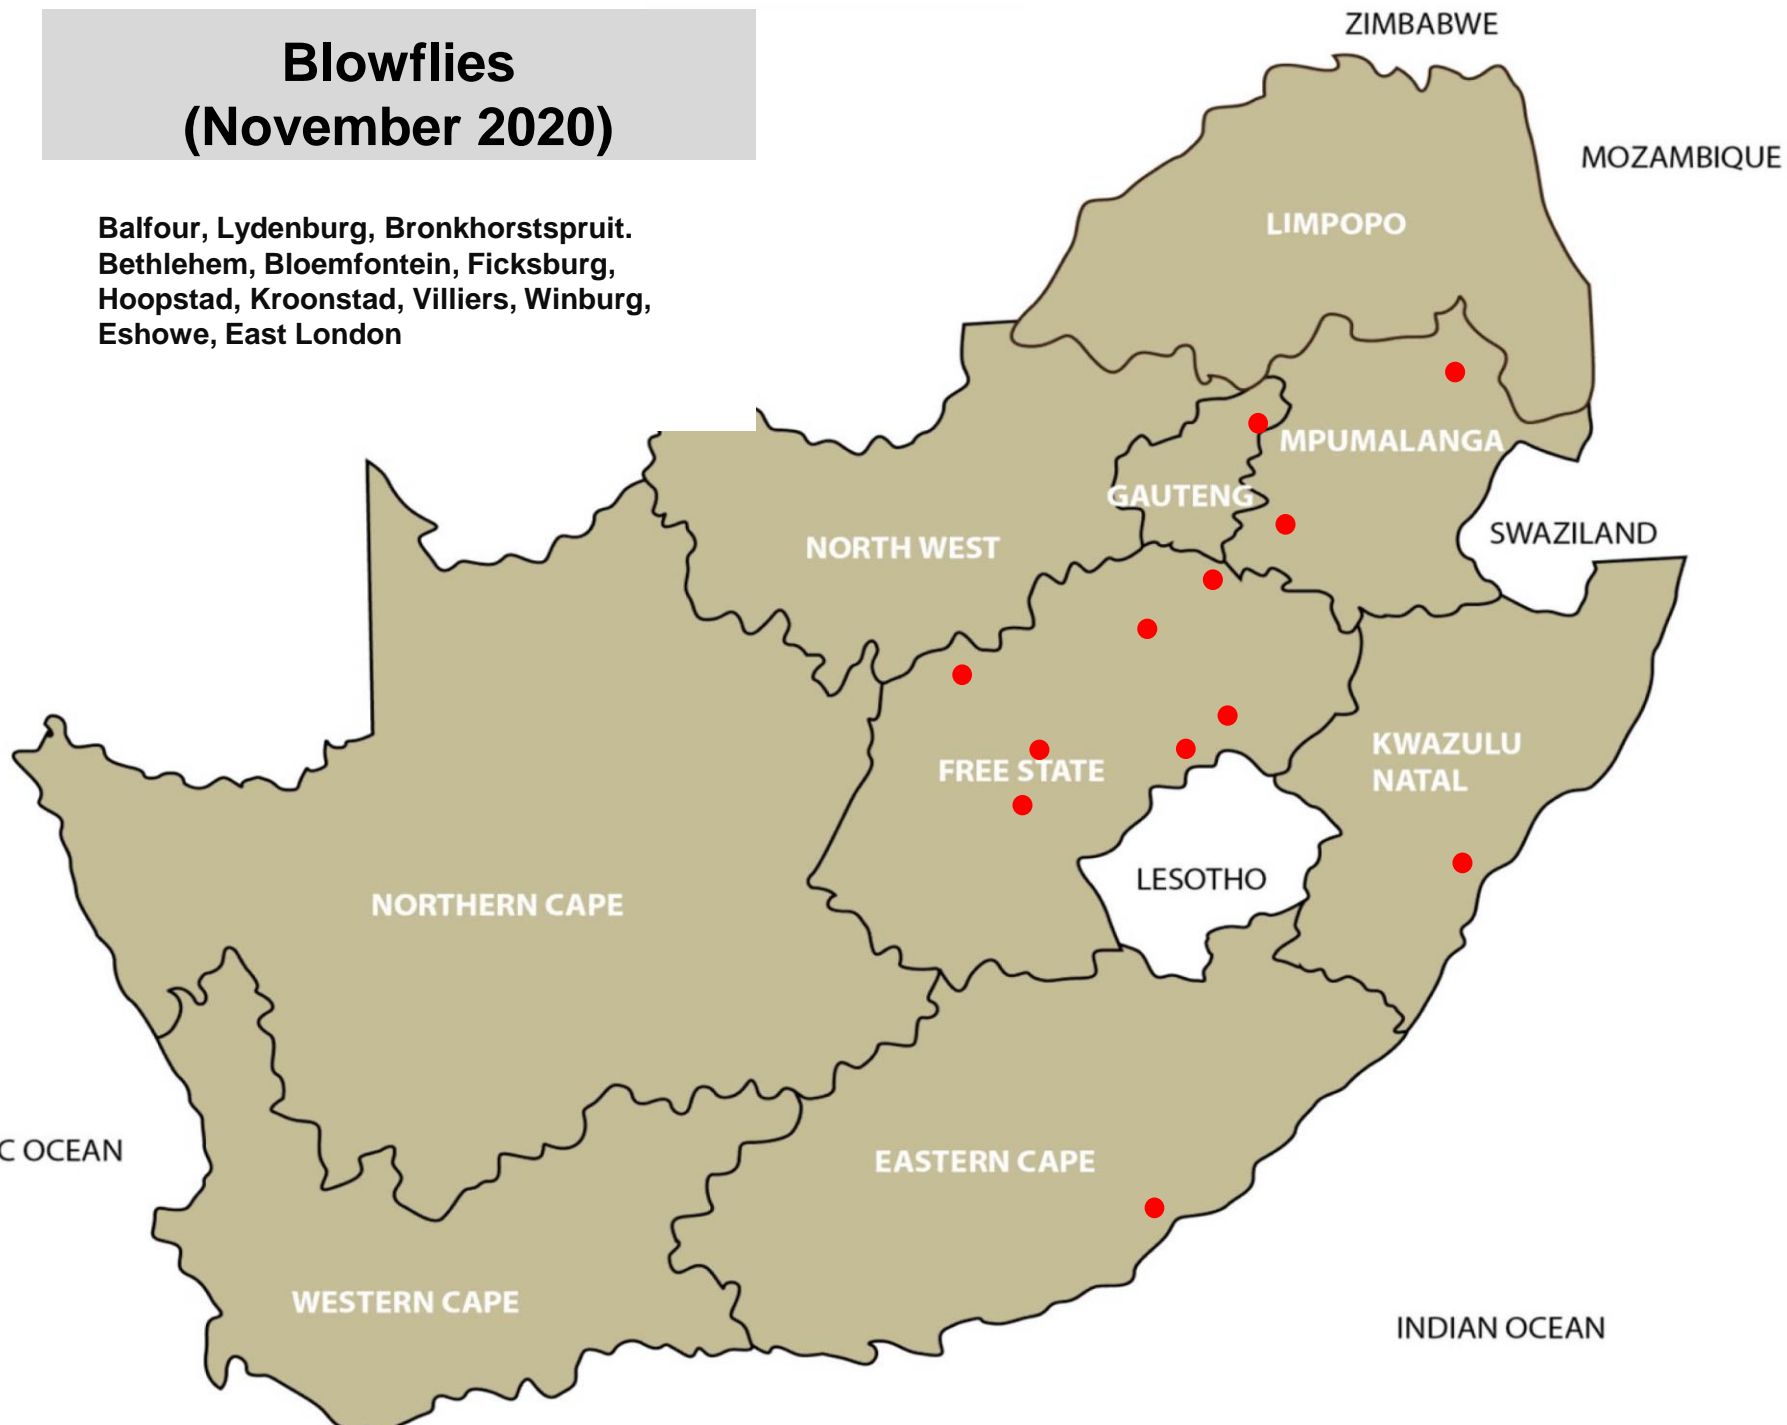 Blowflies
(November 2020)
Balfour, Lydenburg, Bronkhorstspruit.
Bethlehem, Bloemfontein, Ficksburg,
Hoopstad, Kroonstad, Villiers, Winburg,
Eshowe, East London
ZIMBABWE
MOZAMBIQUE
LIMPOPO
MPUMALANGA
GAUTENG
SWAZILAND
NORTH WEST
KWAZULU
NATAL
FREE STATE
LESOTHO
NORTHERN CAPE
C OCEAN
EASTERN CAPE
WESTERN CAPE
INDIAN OCEAN